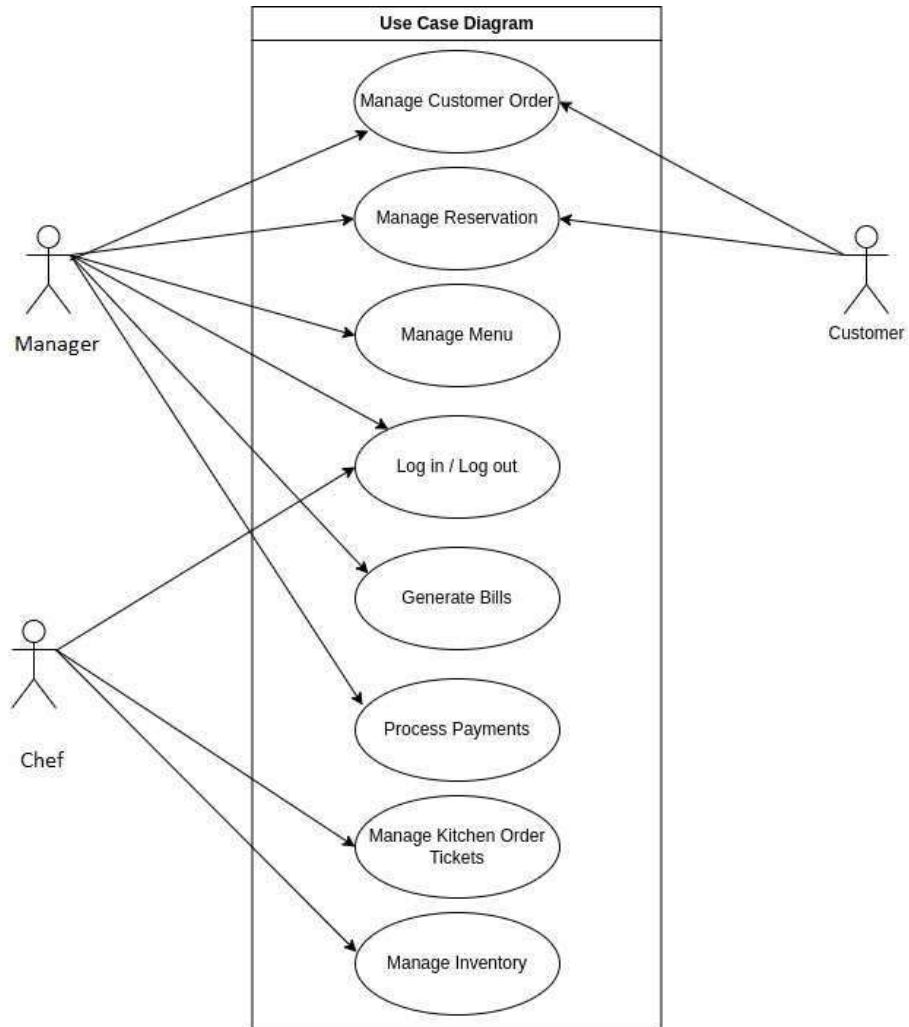 Use Case Diagram
Manage Customer Order
Manage Reservation
Manager
Manage Menu
Customer
Log in / Log out
Generate Bills
Process Payments
Chef
Manage Kitchen Order
Tickets
Manage Inventory